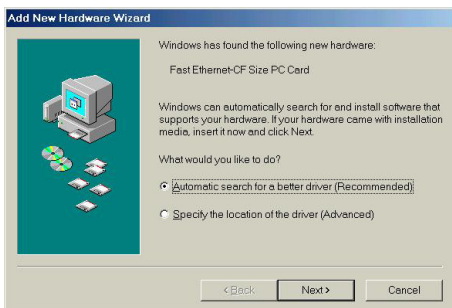 Add New Hardware Wizard
Windows has found the following new hardware:
Fast Ethernet-CF Size PC Card
Windows can automatically search for and install software that
supports your hardware. If your hardware came with installation
media, insert it now and click Next.
What would you like to do?
Automatic search for a better driver (Recommended)
Specify the location of the driver (Advanced)
< Back
Next >
Cancel